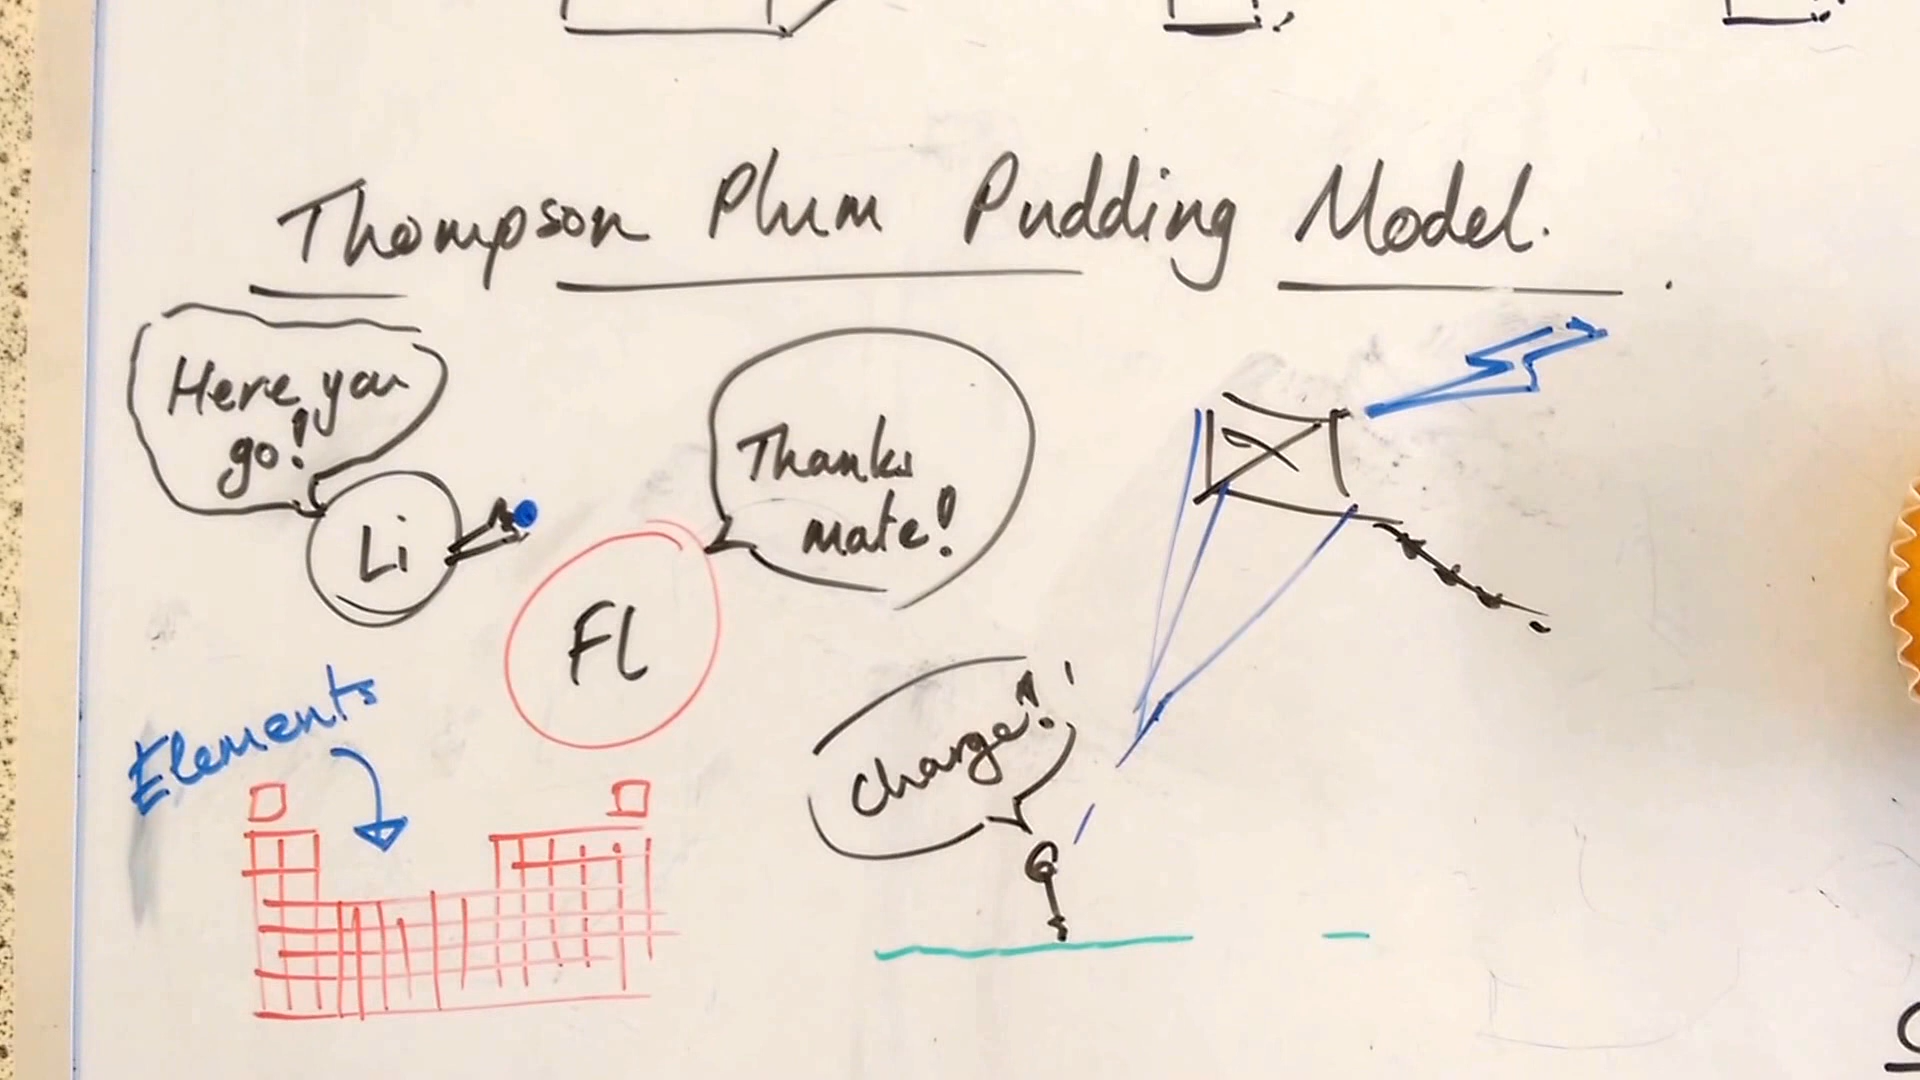 Thompson Plum Pudding Model.
Here you
go!
Thanks
mate!
Li
Fl
Elements
Charge!!